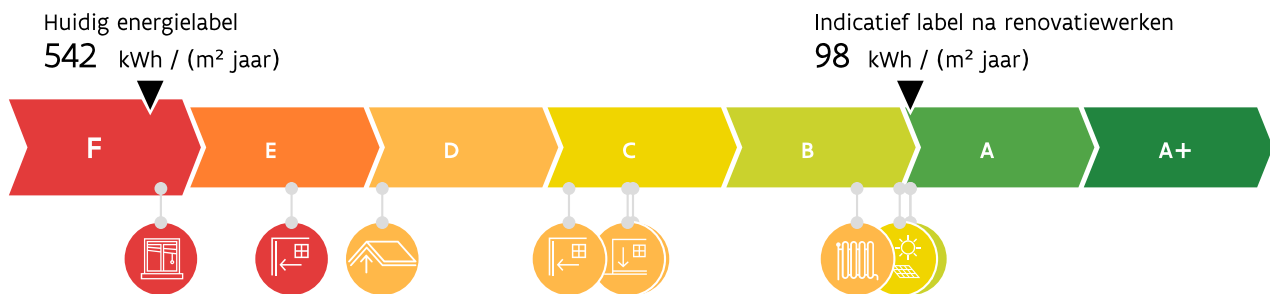 Huidig energielabel
542 kWh / (m² jaar)
Indicatief label na renovatiewerken
98 kWh / (m² jaar)
F E D C B A A+